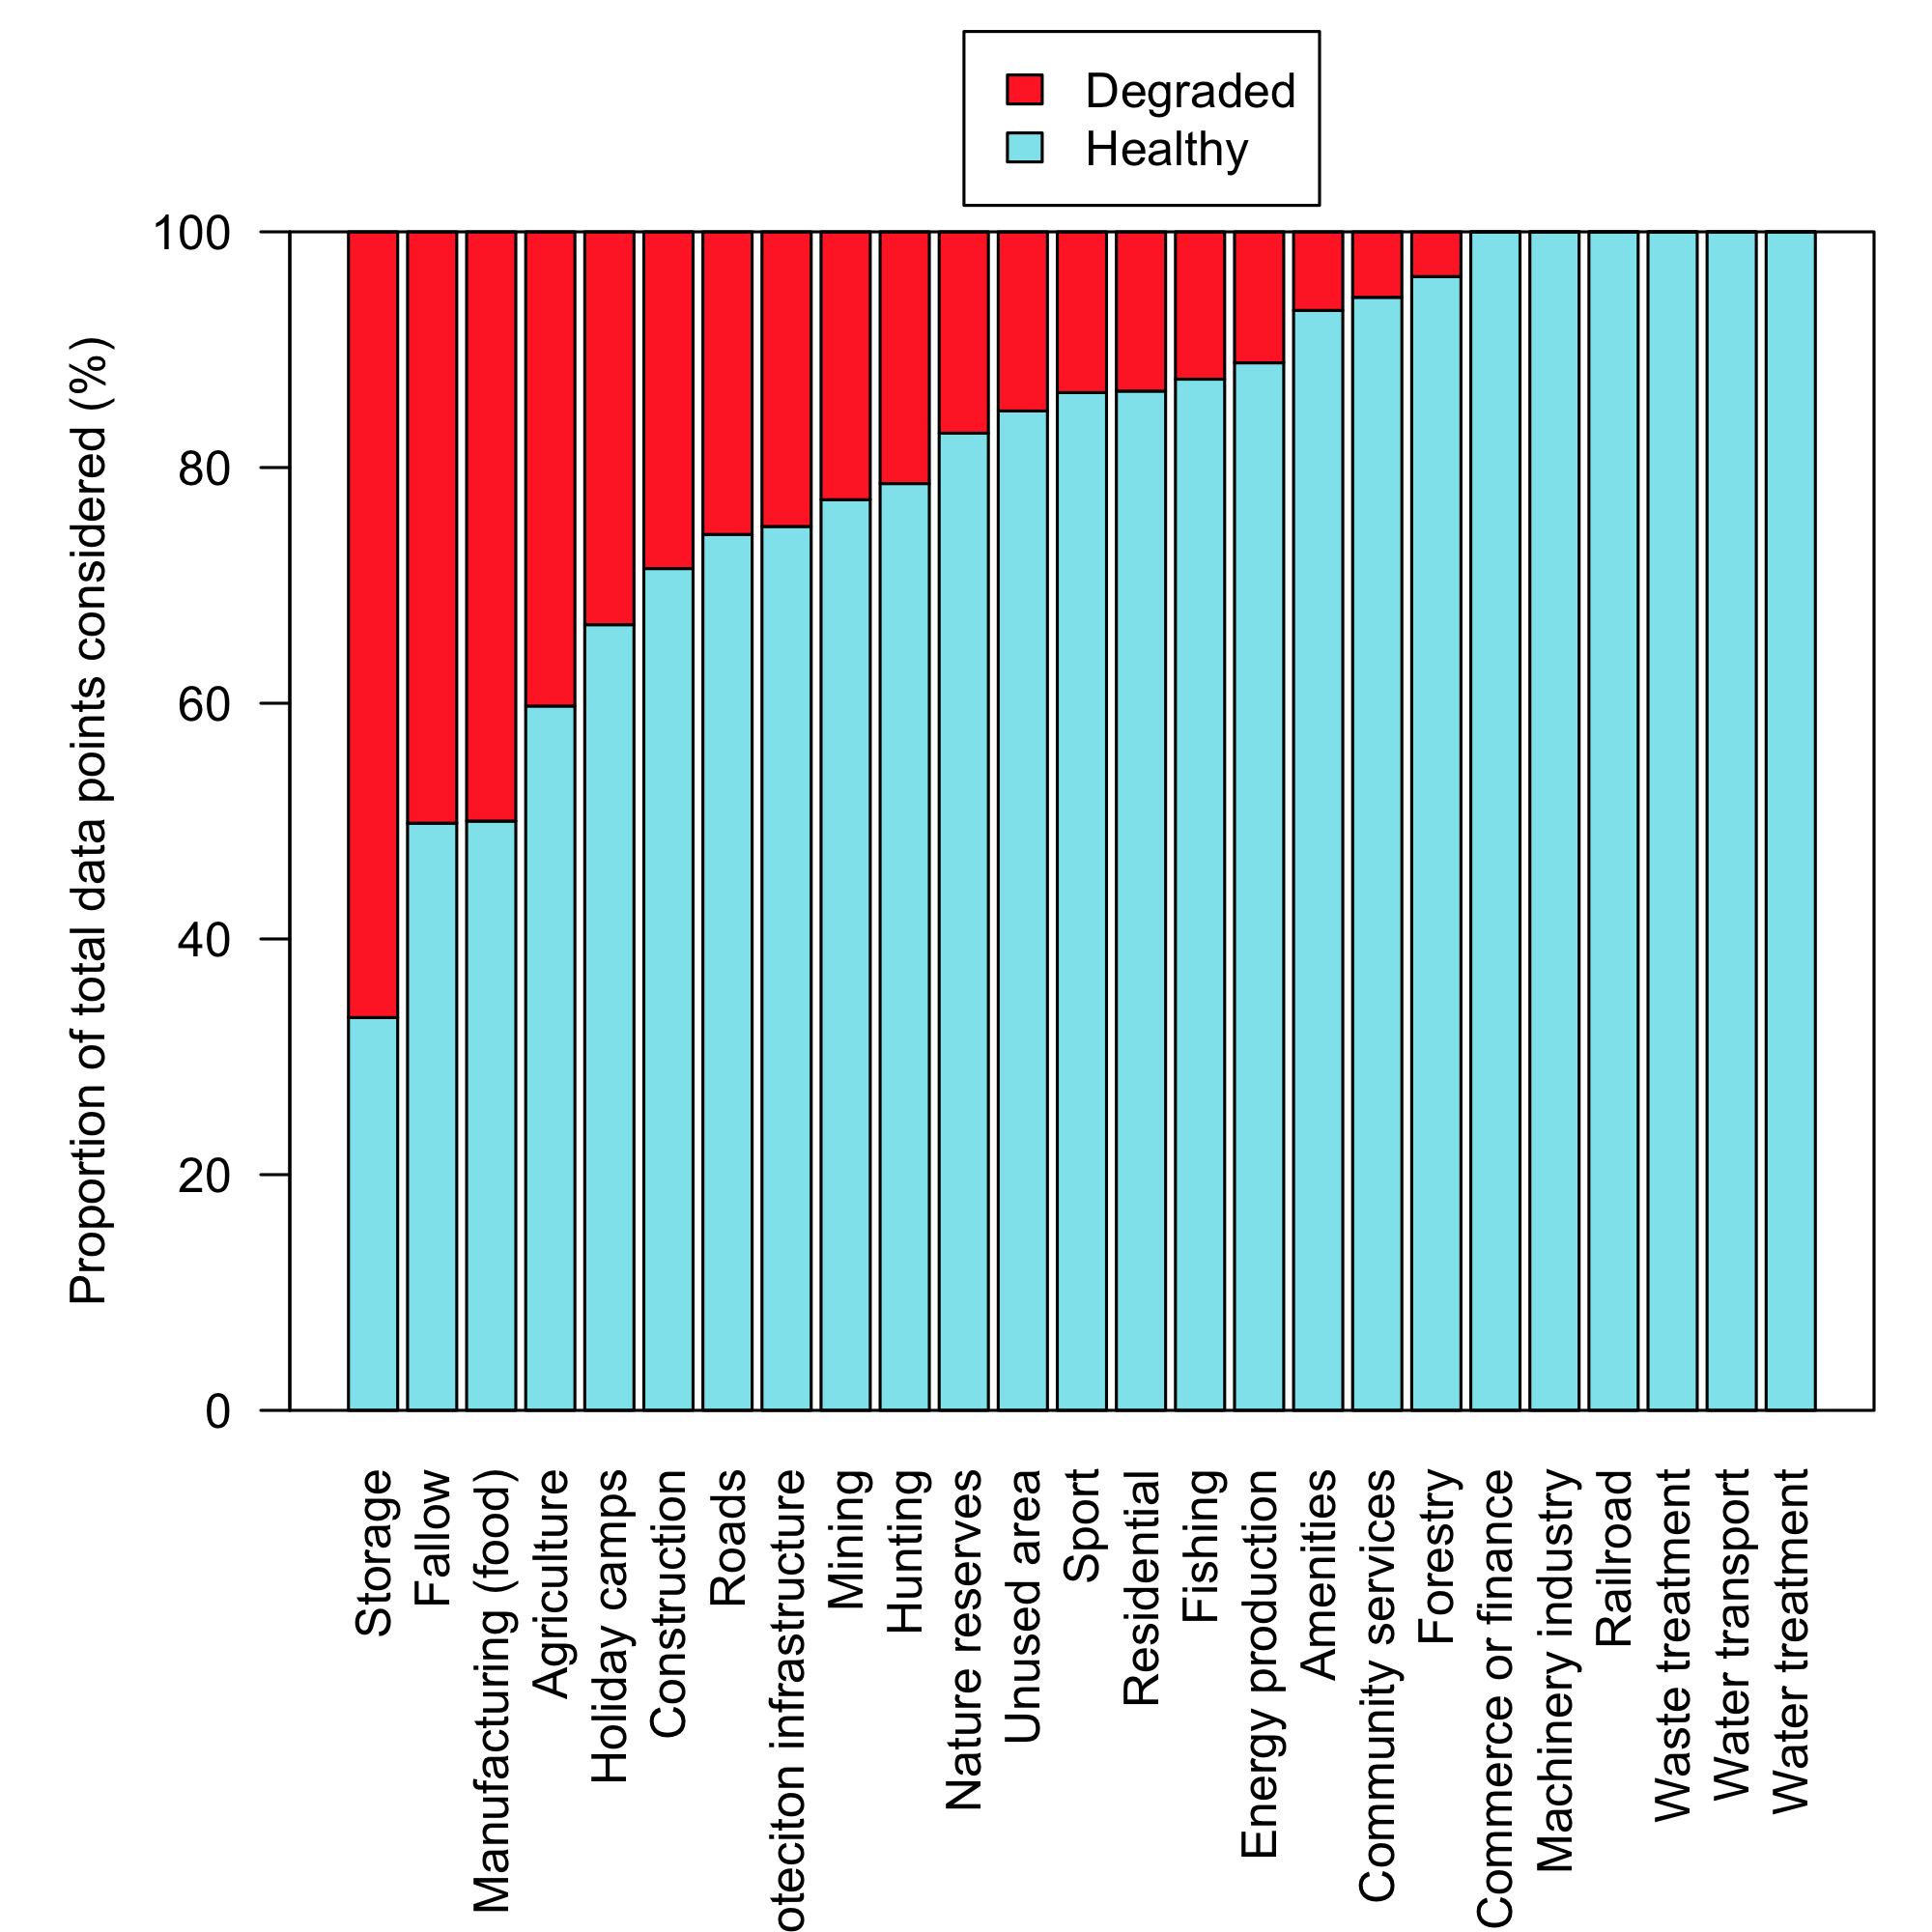 Degraded
Healthy
Proportion of total data points considered (%)
100
80
60
40
20
0
Storage
Fallow
Manufacturing (food)
Agriculture
Holiday camps
Construction
Roads
oteciton infrastructure
Mining
Hunting
Nature reserves
Unused area
Sport
Residential
Fishing
Energy production
Amenities
Community services
Forestry
Commerce or finance
Machinery industry
Railroad
Waste treatment
Water transport
Water treatment